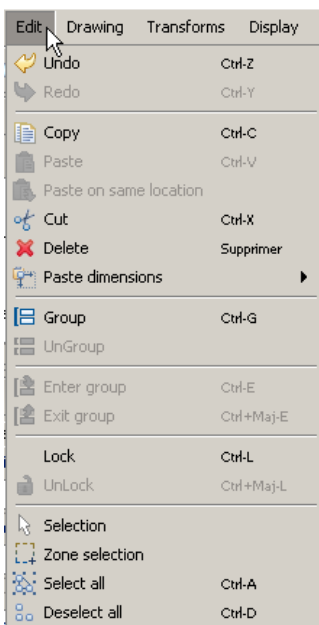 Edit Drawing Transforms Display
Undo Ctrl-Z
Redo Ctrl-Y
Copy Ctrl-C
Paste Ctrl-V
Paste on same location
Cut Ctrl-X
Delete Supprimer
Paste dimensions
Group Ctrl-G
UnGroup
Enter group Ctrl-E
Exit group Ctrl+Maj-E
Lock Ctrl-L
UnLock Ctrl+Maj-L
Selection
Zone selection
Select all Ctrl-A
Deselect all Ctrl-D